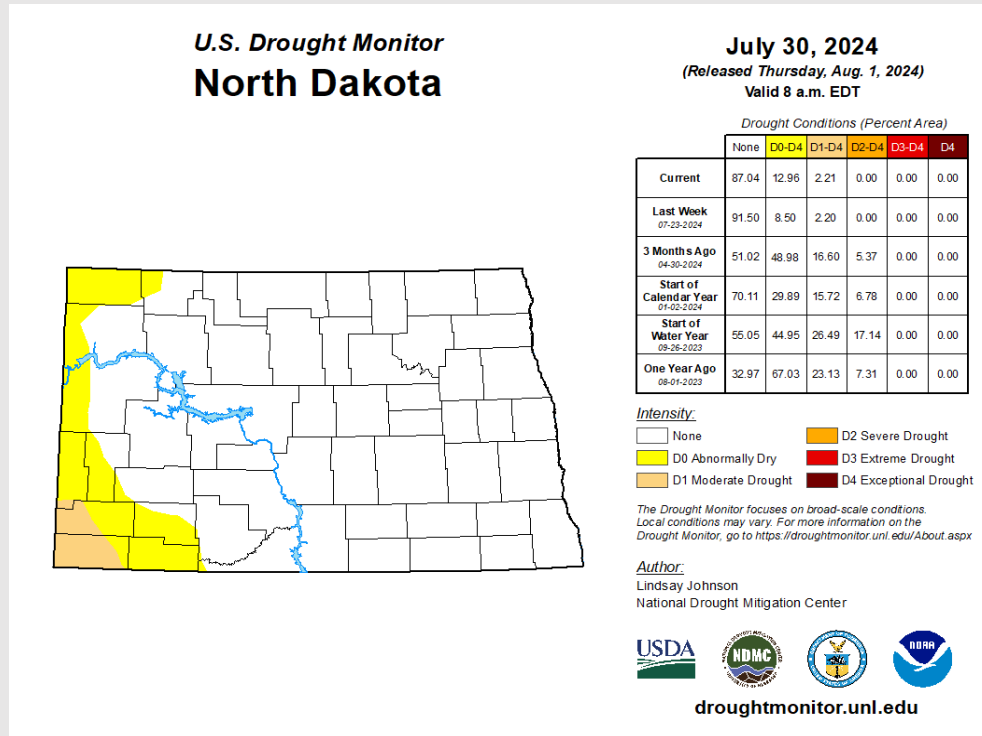 U.S. Drought Monitor
North Dakota
July 30, 2024
(Released Thursday, Aug. 1, 2024)
Valid 8 a.m. EDT
Drought Conditions (Percent Area)
None D0-D4 D1-D4 D2-D4 D3-D4 D4
Current 87.04 12.96 2.21 0.00 0.00 0.00
Last Week 07-23-2024 91.50 8.50 2.20 0.00 0.00 0.00
3 Months Ago 04-30-2024 51.02 48.98 16.60 5.37 0.00 0.00
Start of Calendar Year 01-02-2024 70.11 29.89 15.72 6.78 0.00 0.00
Start of Water Year 09-26-2023 55.05 44.95 26.49 17.14 0.00 0.00
One Year Ago 08-01-2023 32.97 67.03 23.13 7.31 0.00 0.00
Intensity:
None
D0 Abnormally Dry
D1 Moderate Drought
D2 Severe Drought
D3 Extreme Drought
D4 Exceptional Drought
The Drought Monitor focuses on broad-scale conditions.
Local conditions may vary. For more information on the
Drought Monitor, go to https://droughtmonitor.unl.edu/About.aspx
Author:
Lindsay Johnson
National Drought Mitigation Center
USDA
NDMC
NOAA
droughtmonitor.unl.edu